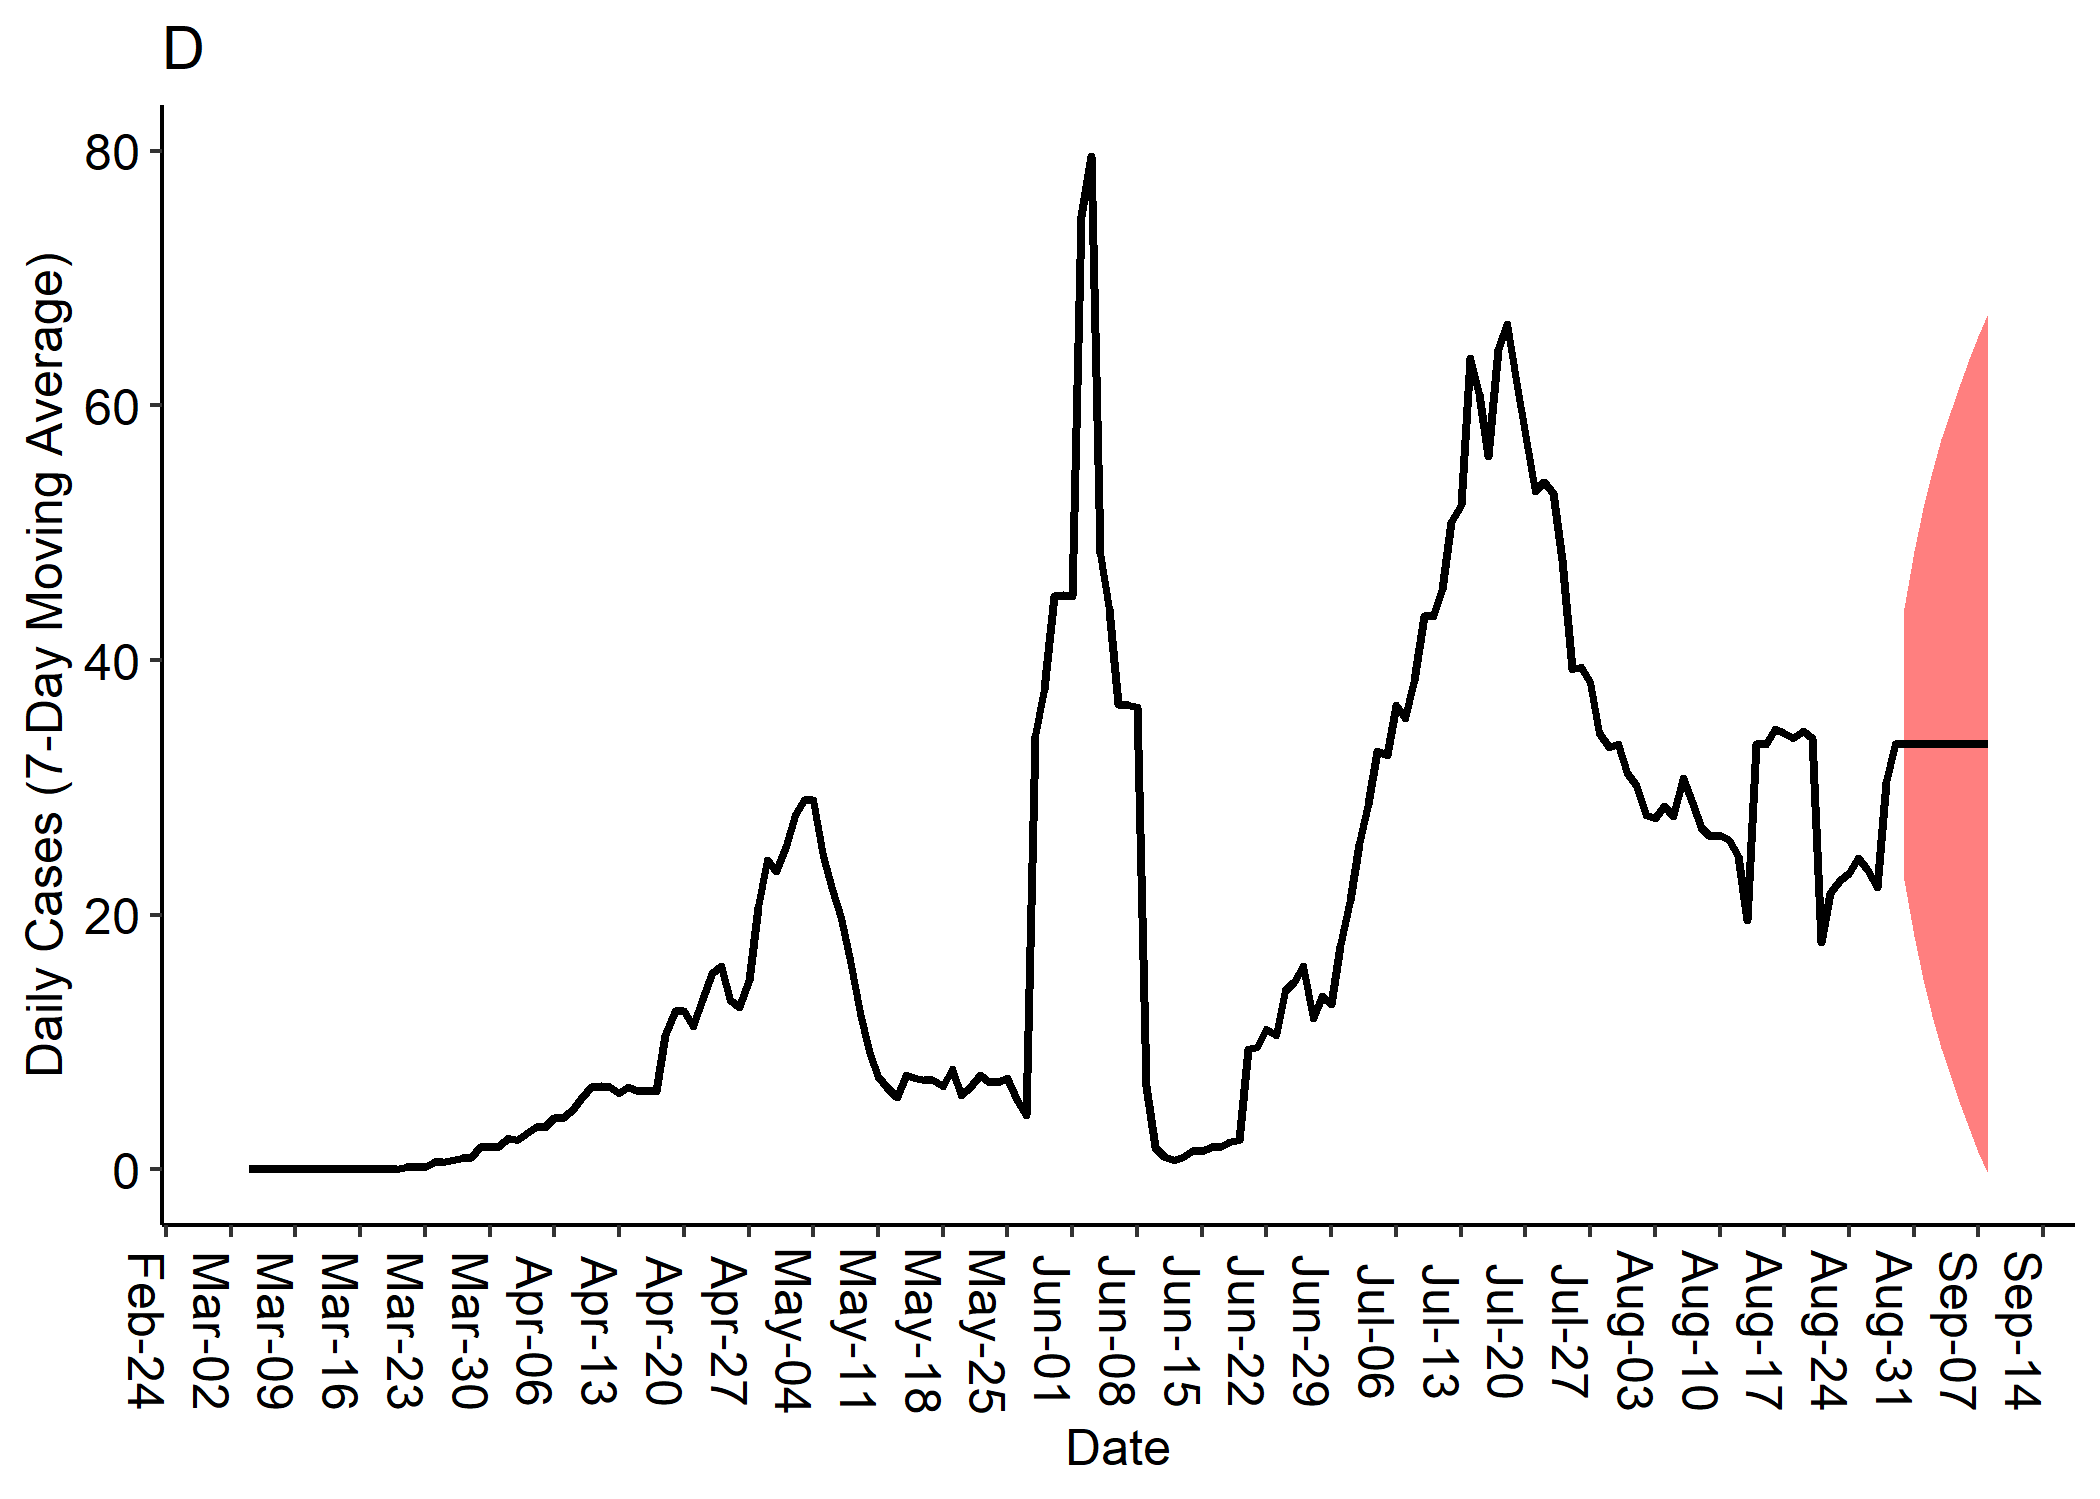 D
Daily Cases (7-Day Moving Average)
80
60
40
20
0
Feb-24
Mar-02
Mar-09
Mar-16
Mar-23
Mar-30
Apr-06
Apr-13
Apr-20
Apr-27
May-04
May-11
May-18
May-25
Jun-01
Jun-08
Jun-15
Jun-22
Jun-29
Jul-06
Jul-13
Jul-20
Jul-27
Aug-03
Aug-10
Aug-17
Aug-24
Aug-31
Sep-07
Sep-14
Date